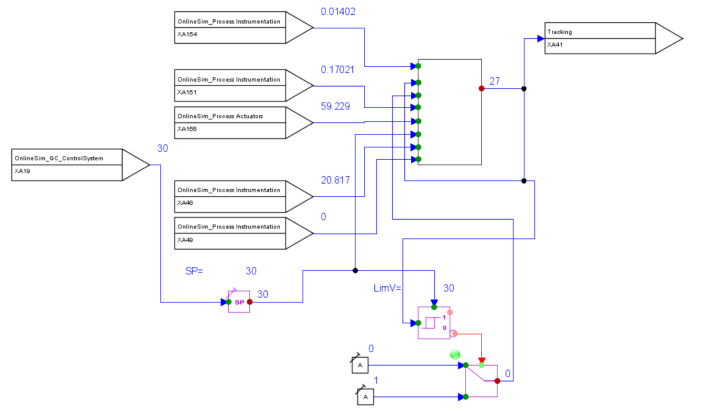 OnlineSim_Process Instrumentation
XA154
0.01402
Tracking
XA41
OnlineSim_Process Instrumentation
XA151
0.17021
27
OnlineSim_Process Actuators
XA156
59.229
OnlineSim_GC_ControlSystem
XA19
30
OnlineSim_Process Instrumentation
XA48
20.817
OnlineSim_Process Instrumentation
XA49
0
SP=
30
SP
30
LimV=
30
1
0
A
0
A
1
0